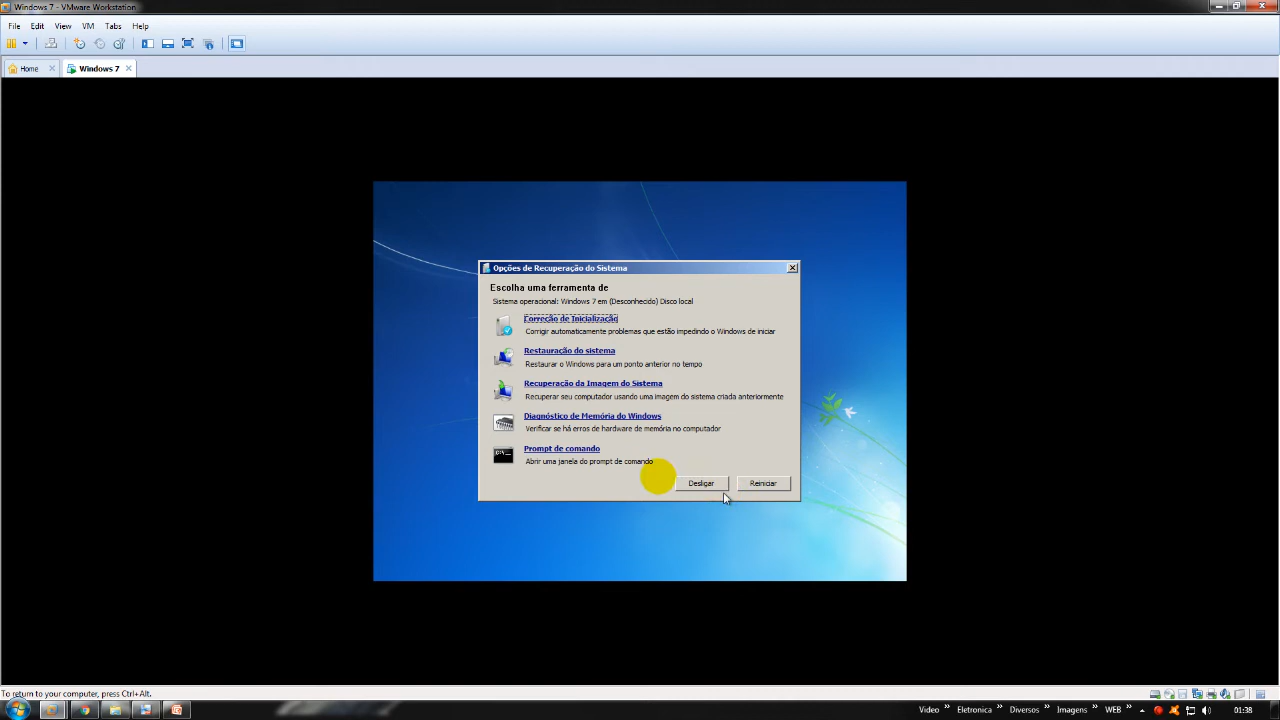 Windows 7 - VMware Workstation
File Edit View VM Tabs Help
Home Windows 7
Opções de Recuperação do Sistema
Escolha uma ferramenta de
Sistema operacional: Windows 7 em (Desconhecido) Disco local
Correção de Inicialização
Corrigir automaticamente problemas que estão impedindo o Windows de iniciar
Restauração do sistema
Restaurar o Windows para um ponto anterior no tempo
Recuperação da Imagem do Sistema
Recuperar seu computador usando uma imagem do sistema criada anteriormente
Diagnóstico de Memória do Windows
Verificar se há erros de hardware de memória no computador
C:\_
Prompt de comando
Abrir uma janela do prompt de comando
Desligar Reiniciar
To return to your computer, press Ctrl+Alt.
Video » Eletronica » Diversos » Imagens » WEB » 01:38